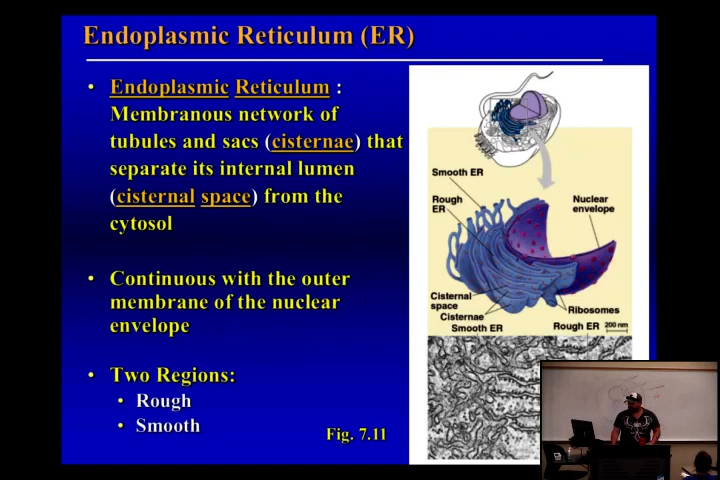 Endoplasmic Reticulum (ER)
• Endoplasmic Reticulum :
Membranous network of
tubules and sacs (cisternae) that
separate its internal lumen
(cisternal space) from the
cytosol
• Continuous with the outer
membrane of the nuclear
envelope
• Two Regions:
• Rough
• Smooth
Fig. 7.11
Smooth ER
Rough
ER
Nuclear
envelope
Cisternal
space
Cisternae
Ribosomes
Smooth ER
Rough ER
200 nm